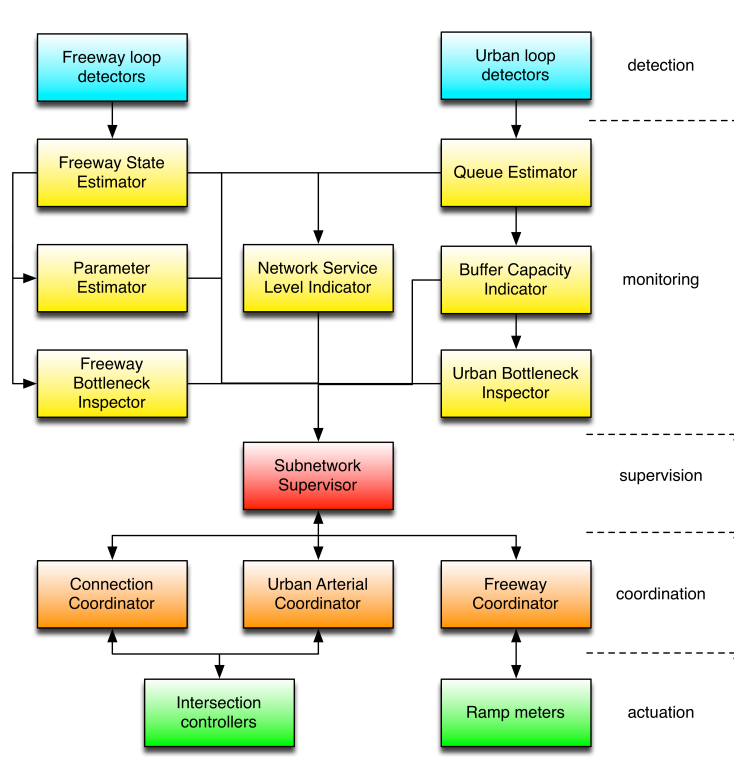 Freeway loop
detectors
Urban loop
detectors
detection
Freeway State
Estimator
Queue Estimator
Parameter
Estimator
Network Service
Level Indicator
Buffer Capacity
Indicator
monitoring
Freeway
Bottleneck
Inspector
Urban Bottleneck
Inspector
Subnetwork
Supervisor
supervision
Connection
Coordinator
Urban Arterial
Coordinator
Freeway
Coordinator
coordination
Intersection
controllers
Ramp meters
actuation